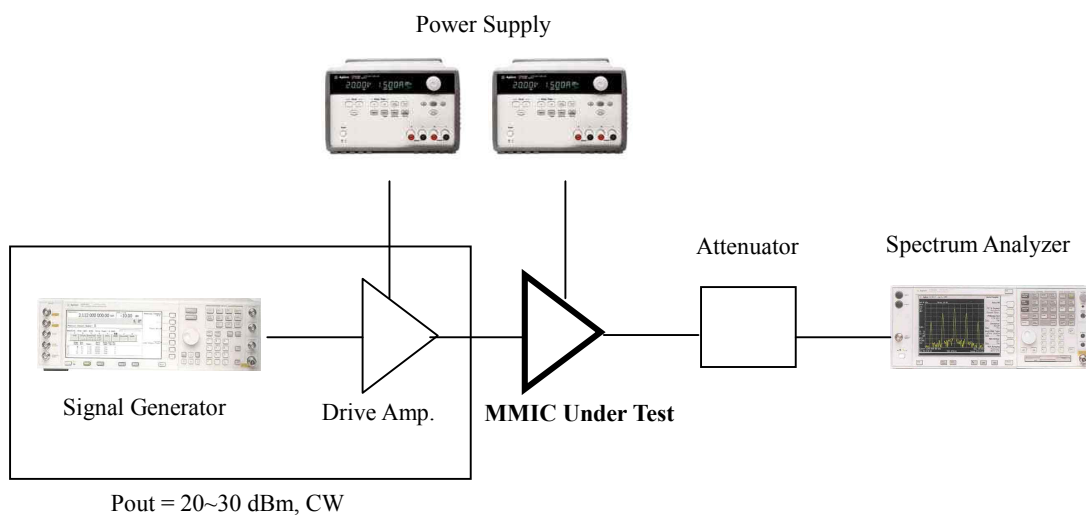 Power Supply
Attenuator
Spectrum Analyzer
Signal Generator
Drive Amp.
MMIC Under Test
Pout = 20~30 dBm, CW